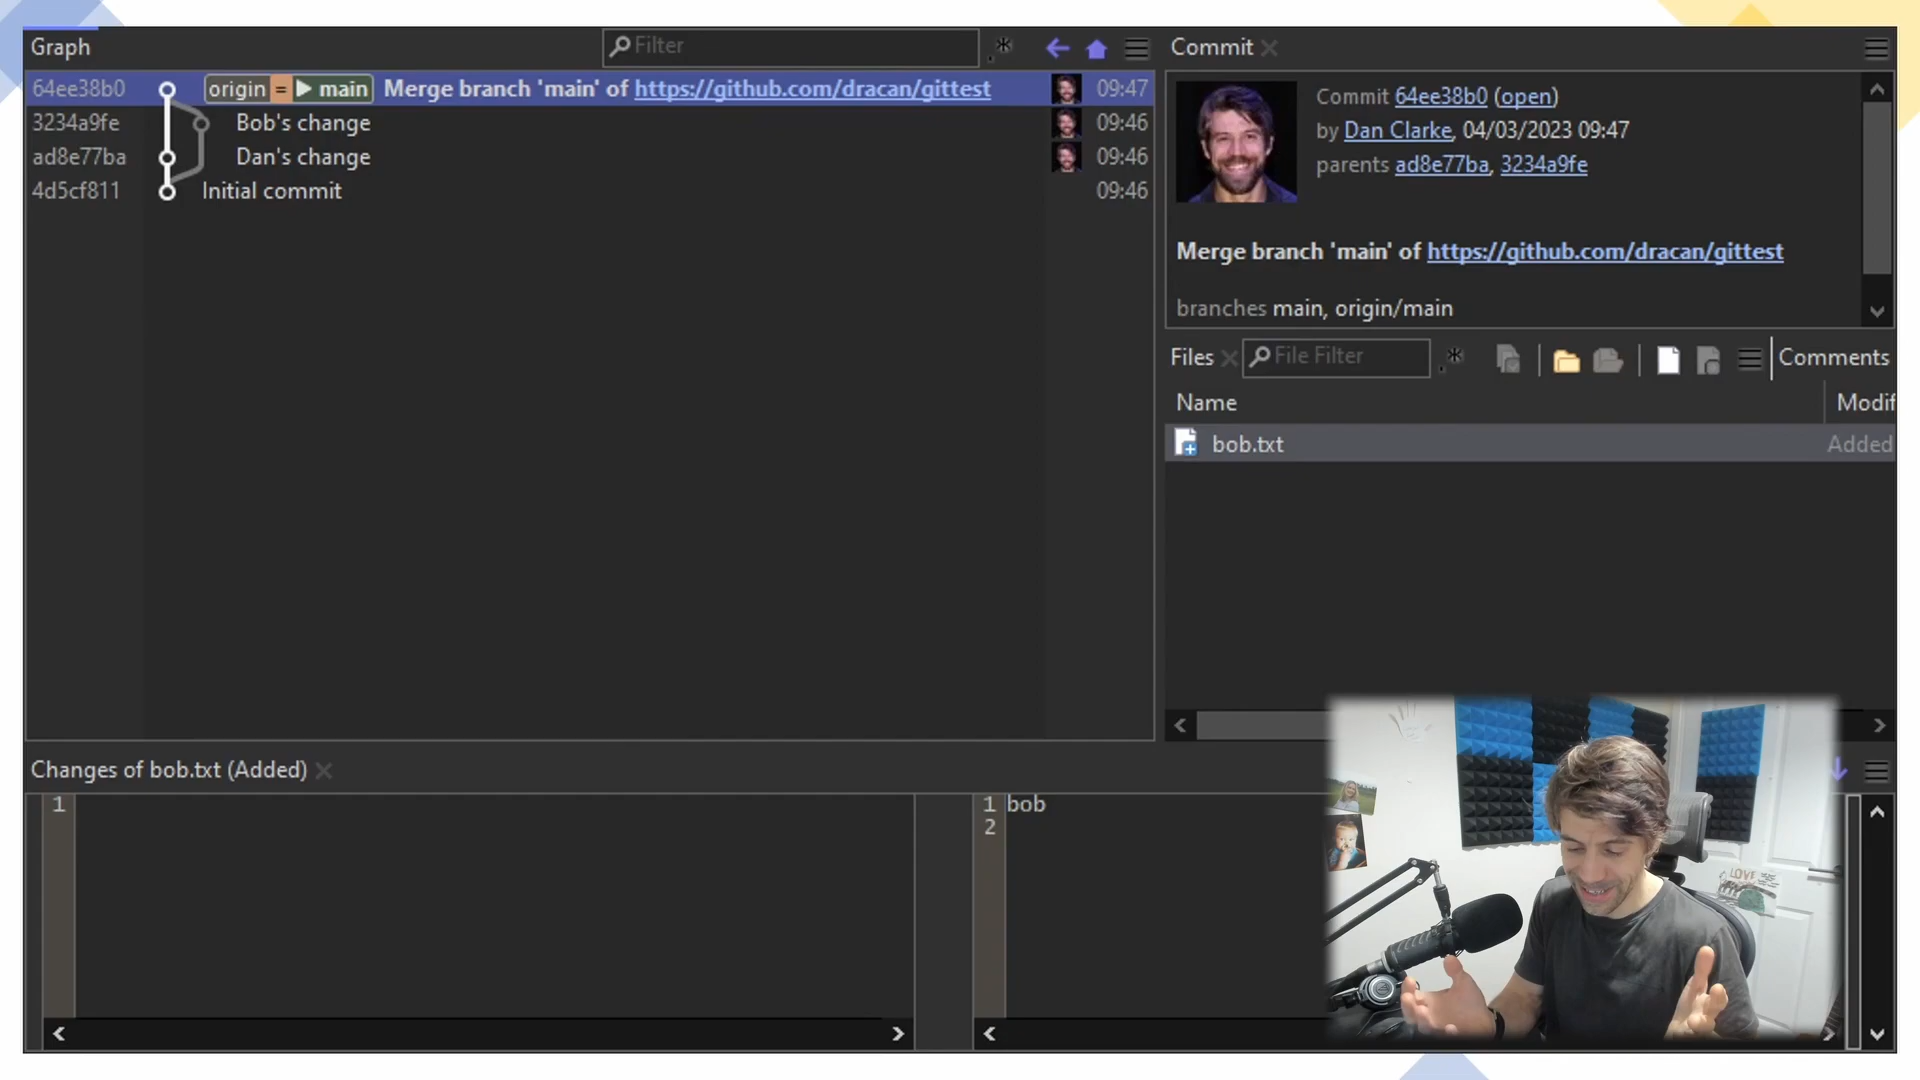 Graph
Filter
.*
64ee38b0 origin = main Merge branch 'main' of https://github.com/dracan/gittest 09:47
3234a9fe Bob's change 09:46
ad8e77ba Dan's change 09:46
4d5cf811 Initial commit 09:46
Commit
Commit 64ee38b0 (open)
by Dan Clarke, 04/03/2023 09:47
parents ad8e77ba, 3234a9fe
Merge branch 'main' of https://github.com/dracan/gittest
branches main, origin/main
Files
File Filter
.*
Comments
Name Modif
bob.txt Added
Changes of bob.txt (Added)
1
1 bob
2
LOVE